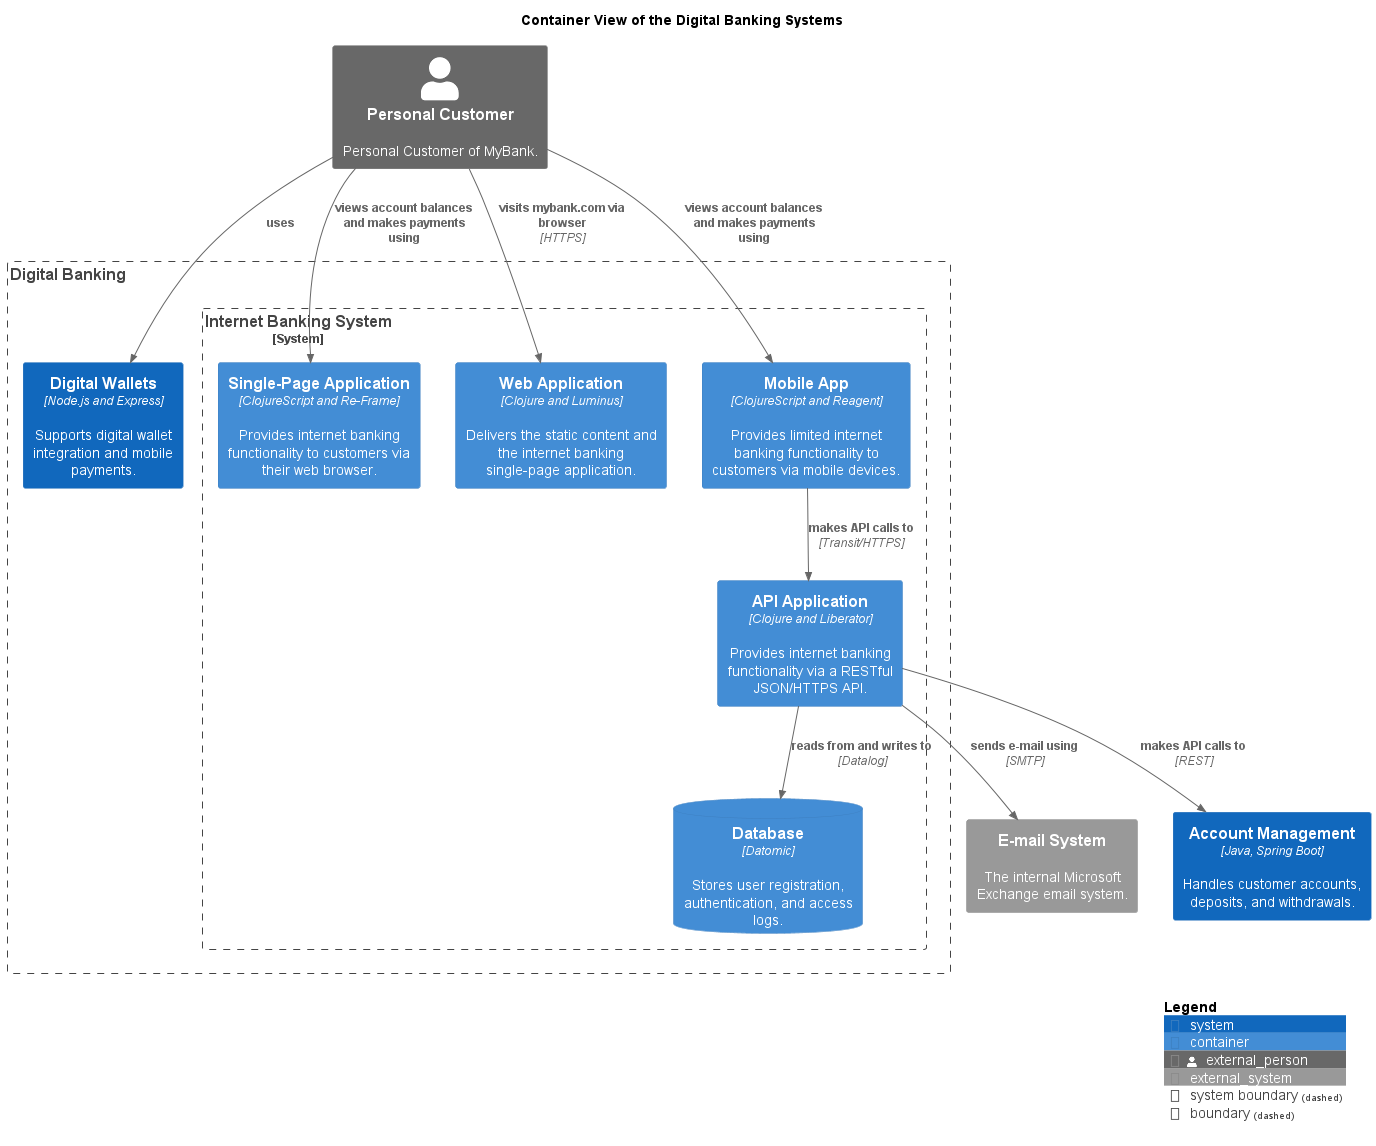 Container View of the Digital Banking Systems
Personal Customer
Personal Customer of MyBank.
uses
views account balances
and makes payments
using
visits mybank.com via
browser
[HTTPS]
views account balances
and makes payments
using
Digital Banking
Internet Banking System
[System]
Digital Wallets
[Node.js and Express]
Supports digital wallet
integration and mobile
payments.
Single-Page Application
[ClojureScript and Re-Frame]
Provides internet banking
functionality to customers via
their web browser.
Web Application
[Clojure and Luminus]
Delivers the static content and
the internet banking
single-page application.
Mobile App
[ClojureScript and Reagent]
Provides limited internet
banking functionality to
customers via mobile devices.
makes API calls to
[Transit/HTTPS]
API Application
[Clojure and Liberator]
Provides internet banking
functionality via a RESTful
JSON/HTTPS API.
reads from and writes to
[Datalog]
sends e-mail using
[SMTP]
makes API calls to
[REST]
Database
[Datomic]
Stores user registration,
authentication, and access
logs.
E-mail System
The internal Microsoft
Exchange email system.
Account Management
[Java, Spring Boot]
Handles customer accounts,
deposits, and withdrawals.
Legend
system
container
external_person
external_system
system boundary (dashed)
boundary (dashed)